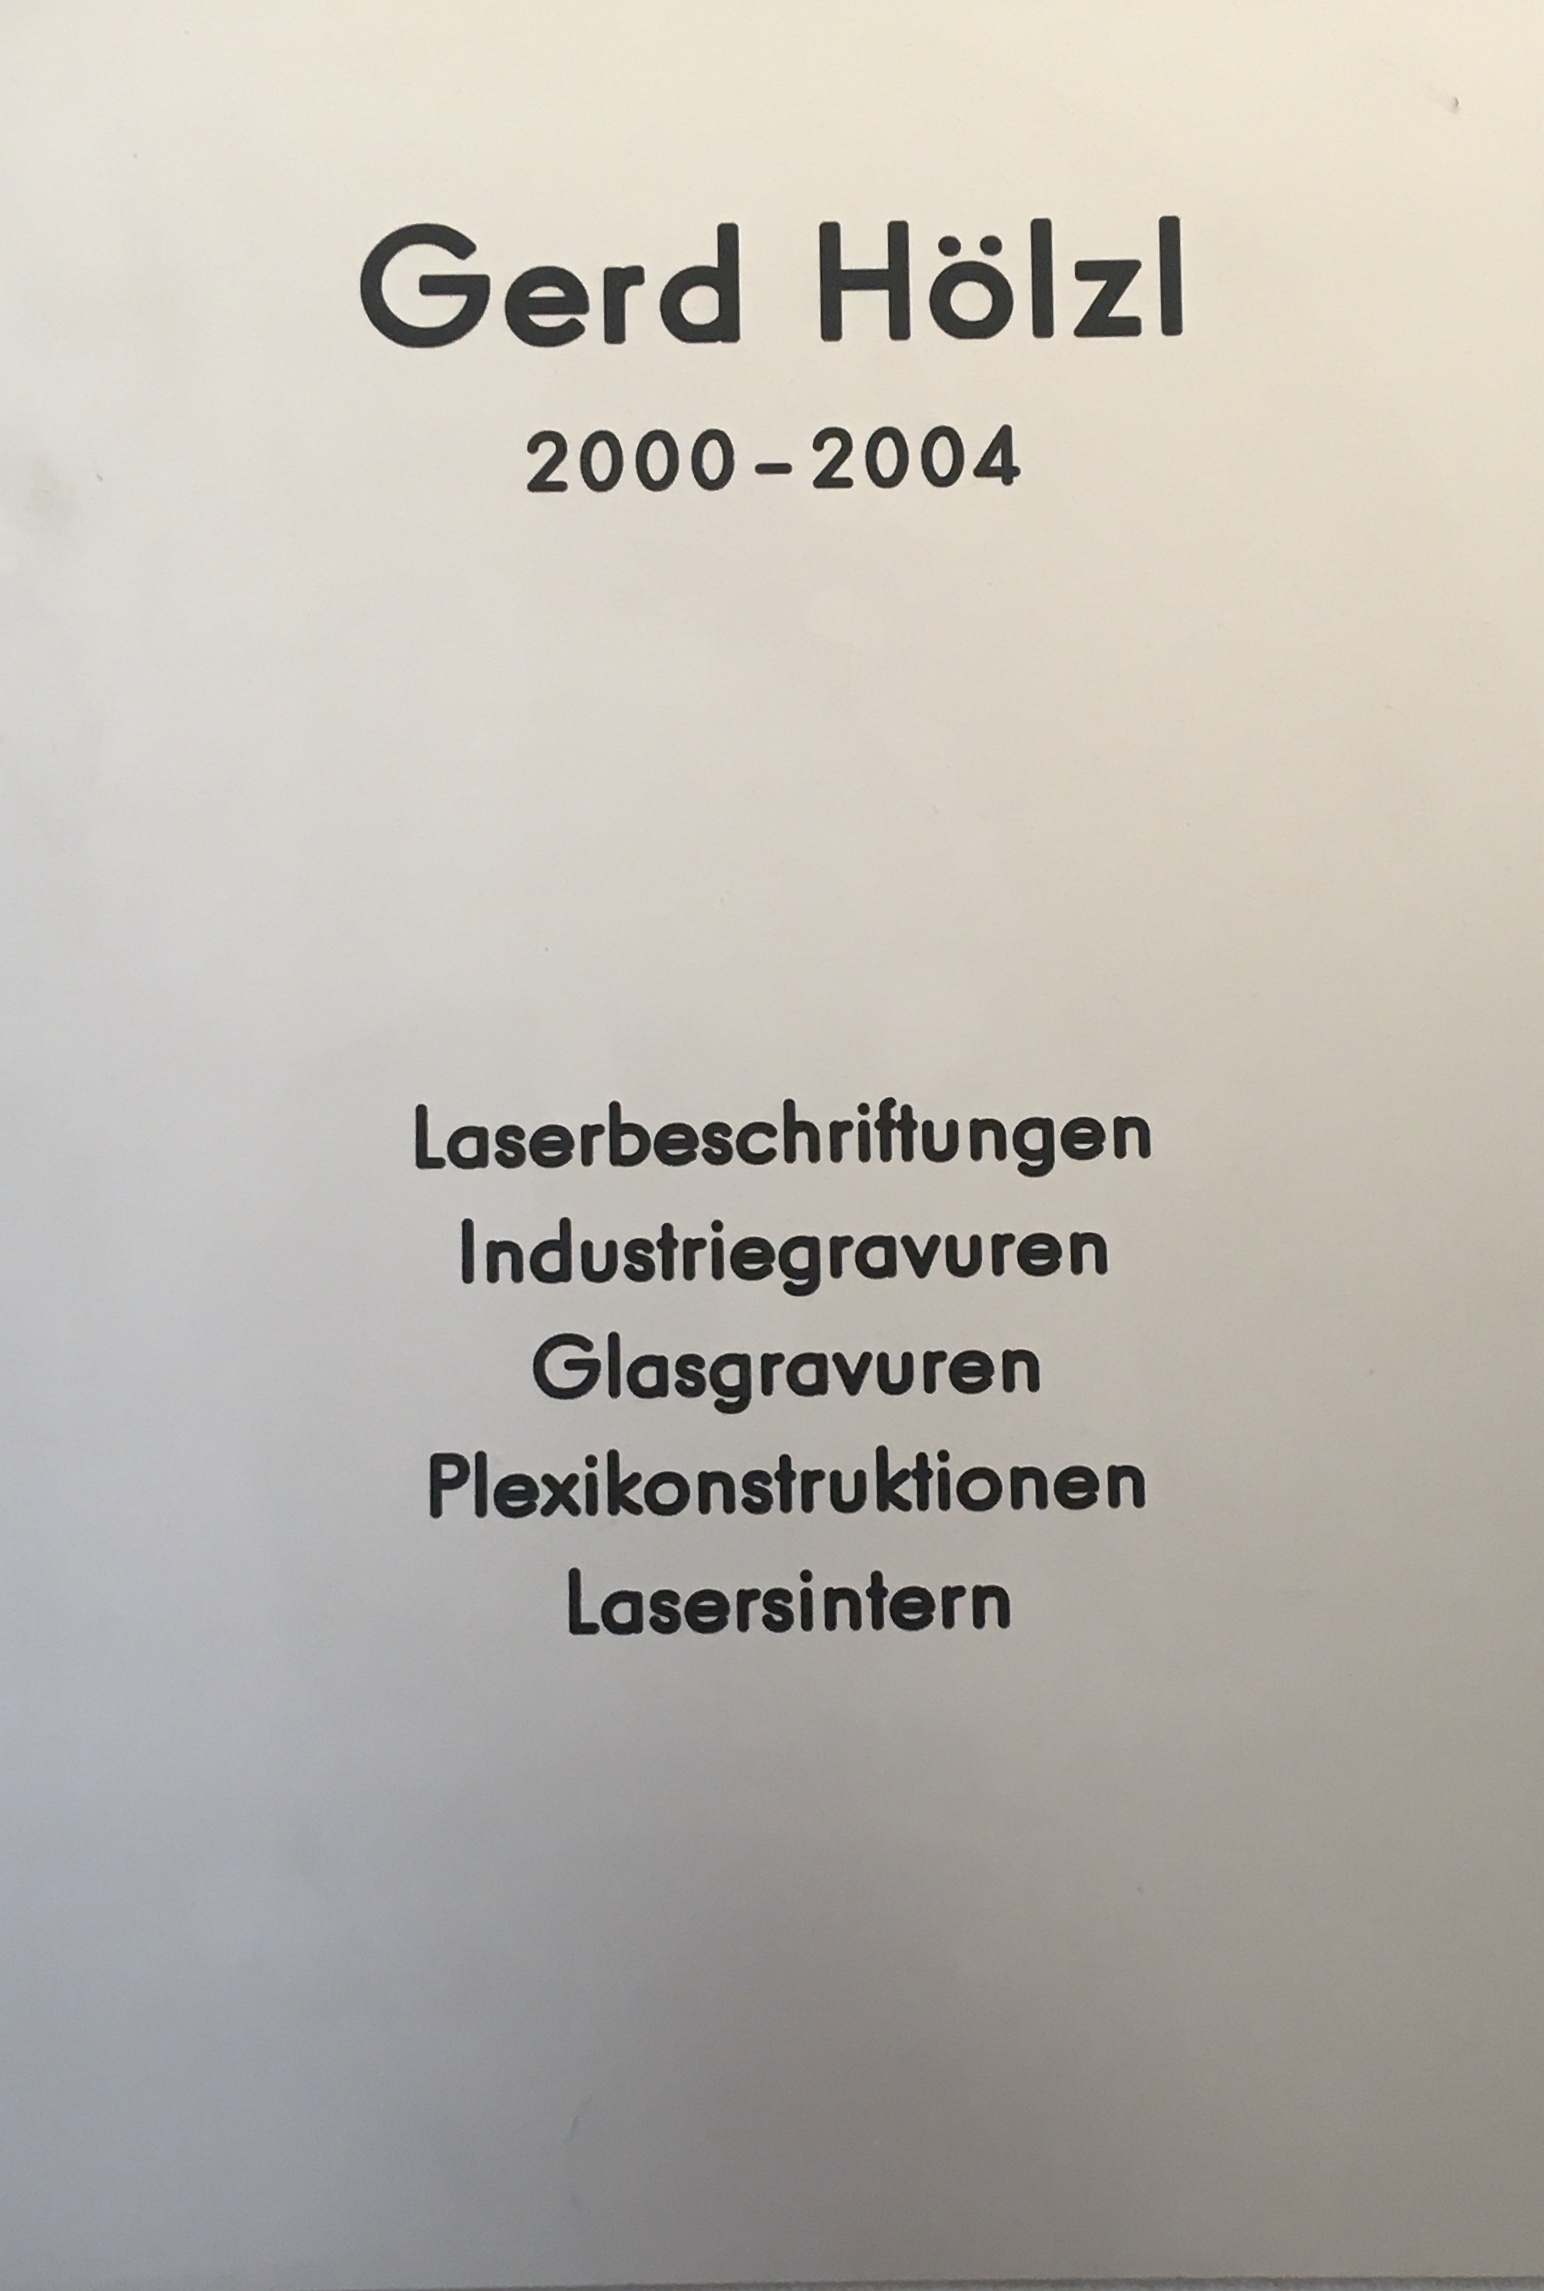 Gerd Hölzl
2000-2004
Laserbeschriftungen
Industriegravuren
Glasgravuren
Plexikonstruktionen
Lasersintern